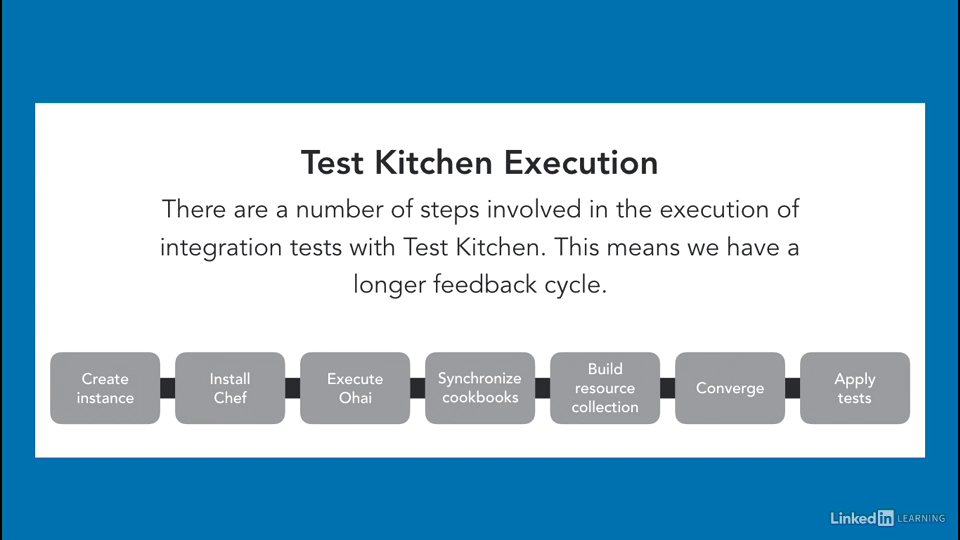 Test Kitchen Execution
There are a number of steps involved in the execution of
integration tests with Test Kitchen. This means we have a
longer feedback cycle.
Create
instance
Install
Chef
Execute
Ohai
Synchronize
cookbooks
Build
resource
collection
Converge
Apply
tests
LinkedIn LEARNING